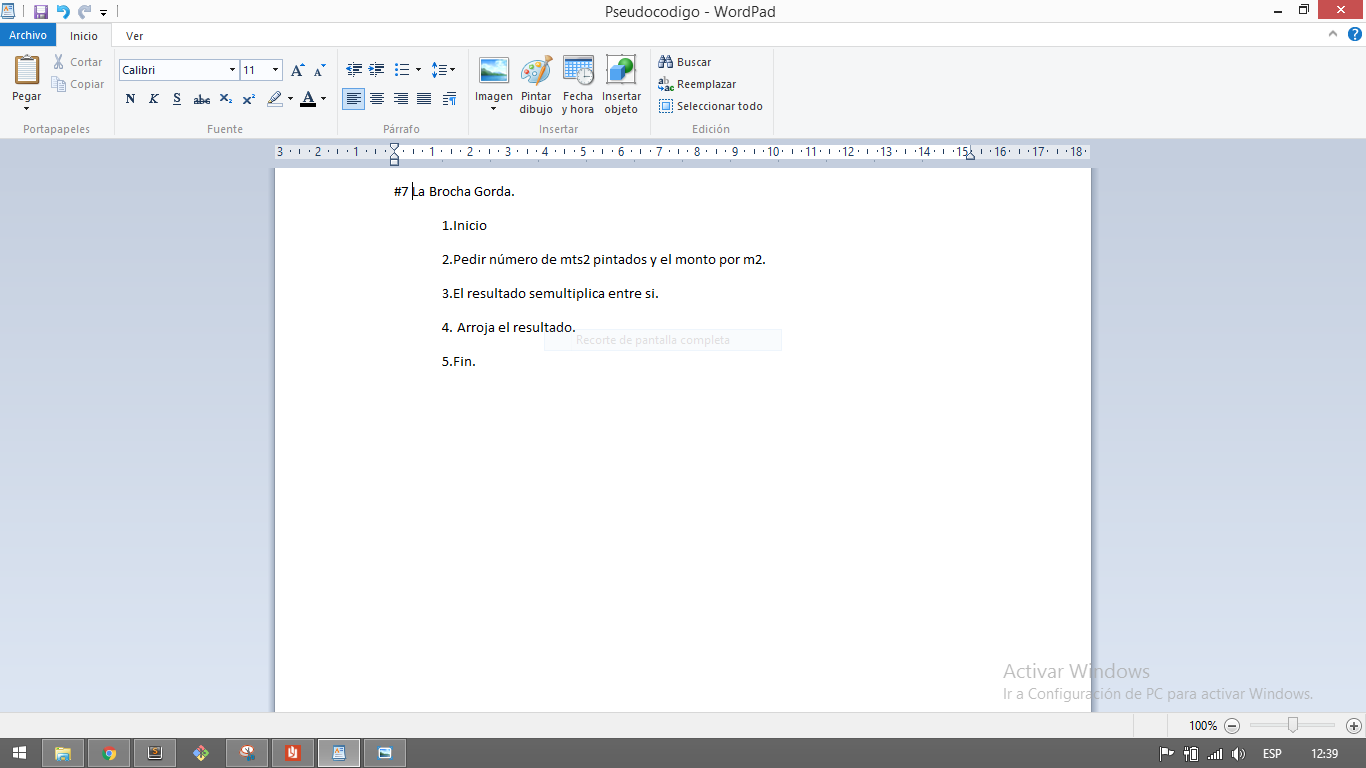 Pseudocodigo - WordPad
Archivo Inicio Ver
Pegar
Cortar
Copiar
Portapapeles
Calibri 11
N K S abc X₂ X²
A
Fuente
Párrafo
Imagen
Pintar dibujo
Fecha y hora
Insertar objeto
Insertar
Buscar
Reemplazar
Seleccionar todo
Edición
3 2 1 1 2 3 4 5 6 7 8 9 10 11 12 13 14 15 16 17 18
#7 La Brocha Gorda.
1.Inicio
2.Pedir número de mts2 pintados y el monto por m2.
3.El resultado semultiplica entre si.
4. Arroja el resultado.
Recorte de pantalla completa
5.Fin.
Activar Windows
Ir a Configuración de PC para activar Windows.
100%
ESP 12:39